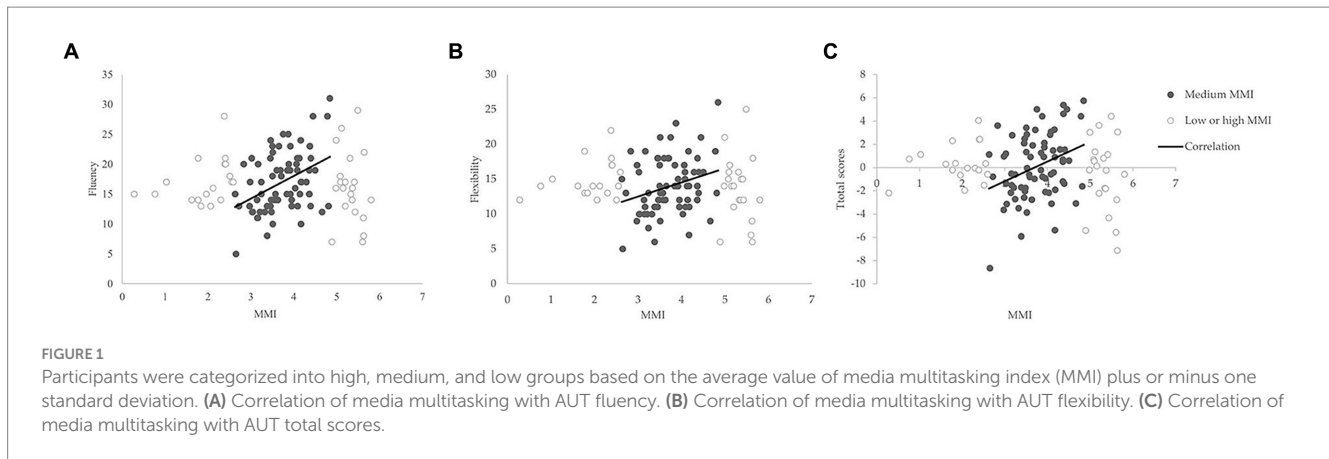 A
B
C
Fluency
35
30
25
20
15
10
5
0
0 1 2 3 4 5 6 7
MMI
Flexibility
30
25
20
15
10
5
0
0 1 2 3 4 5 6 7
MMI
Ttotal scores
8
6
4
2
0
-2
-4
-6
-8
-10
0 1 2 3 4 5 6 7
MMI
Medium MMI
Low or high MMI
Correlation
FIGURE 1
Participants were categorized into high, medium, and low groups based on the average value of media multitasking index (MMI) plus or minus one
standard deviation. (A) Correlation of media multitasking with AUT fluency. (B) Correlation of media multitasking with AUT flexibility. (C) Correlation of
media multitasking with AUT total scores.